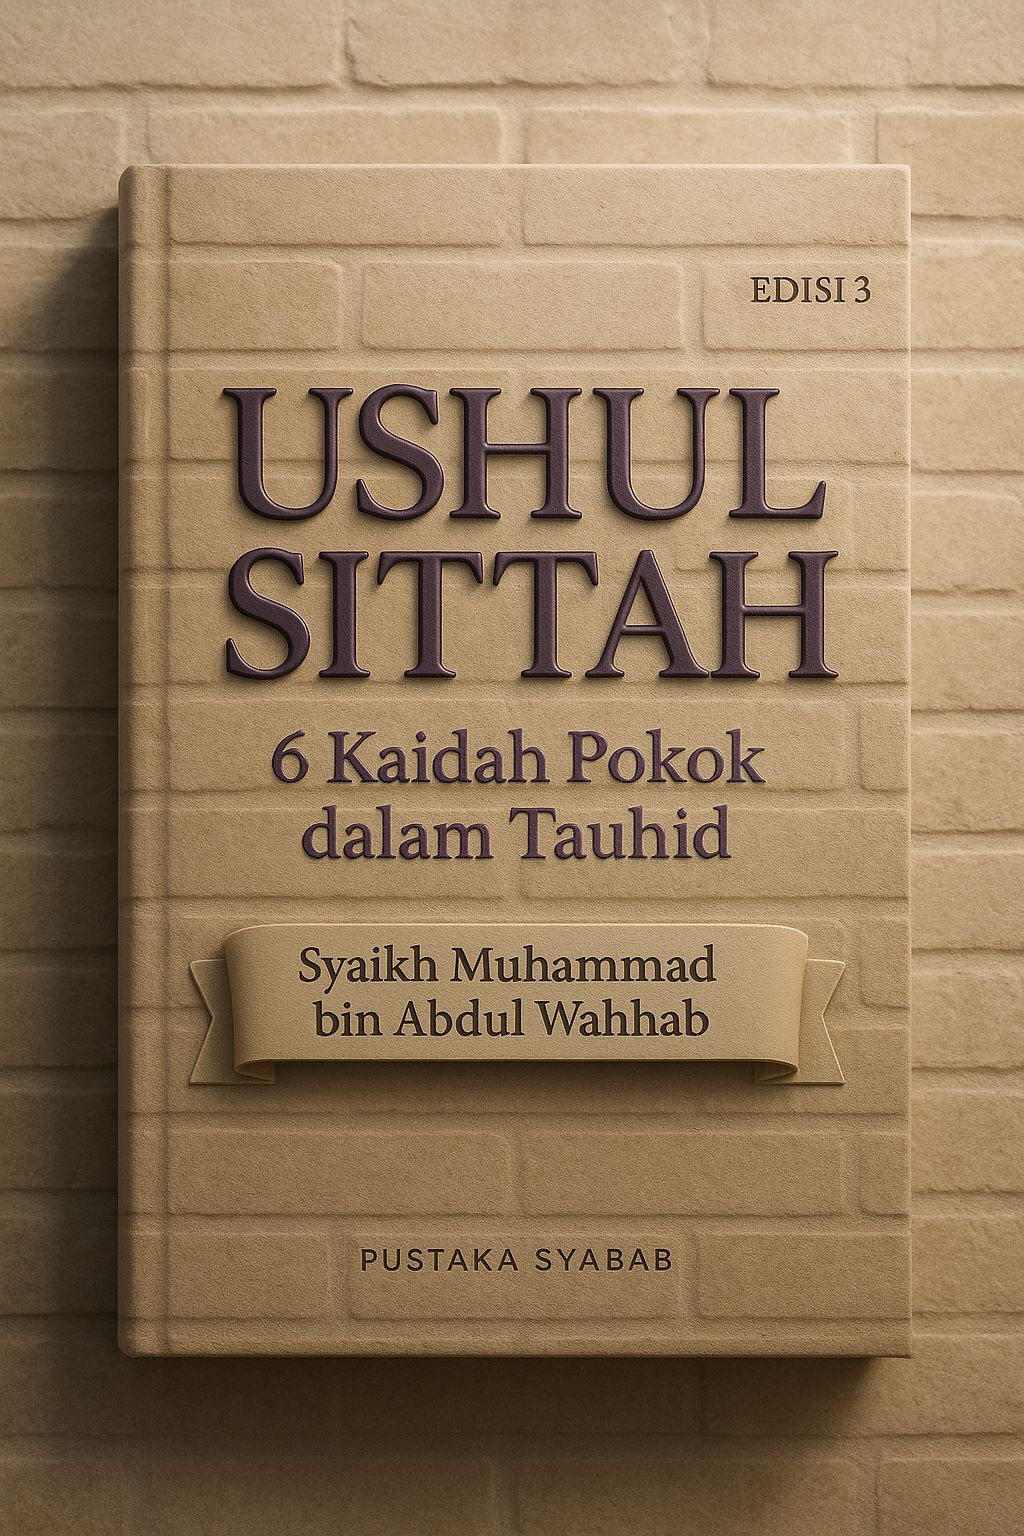 EDISI 3
USHUL
SITTAH
6 Kaidah Pokok
dalam Tauhid
Syaikh Muhammad
bin Abdul Wahhab
PUSTAKA SYABAB